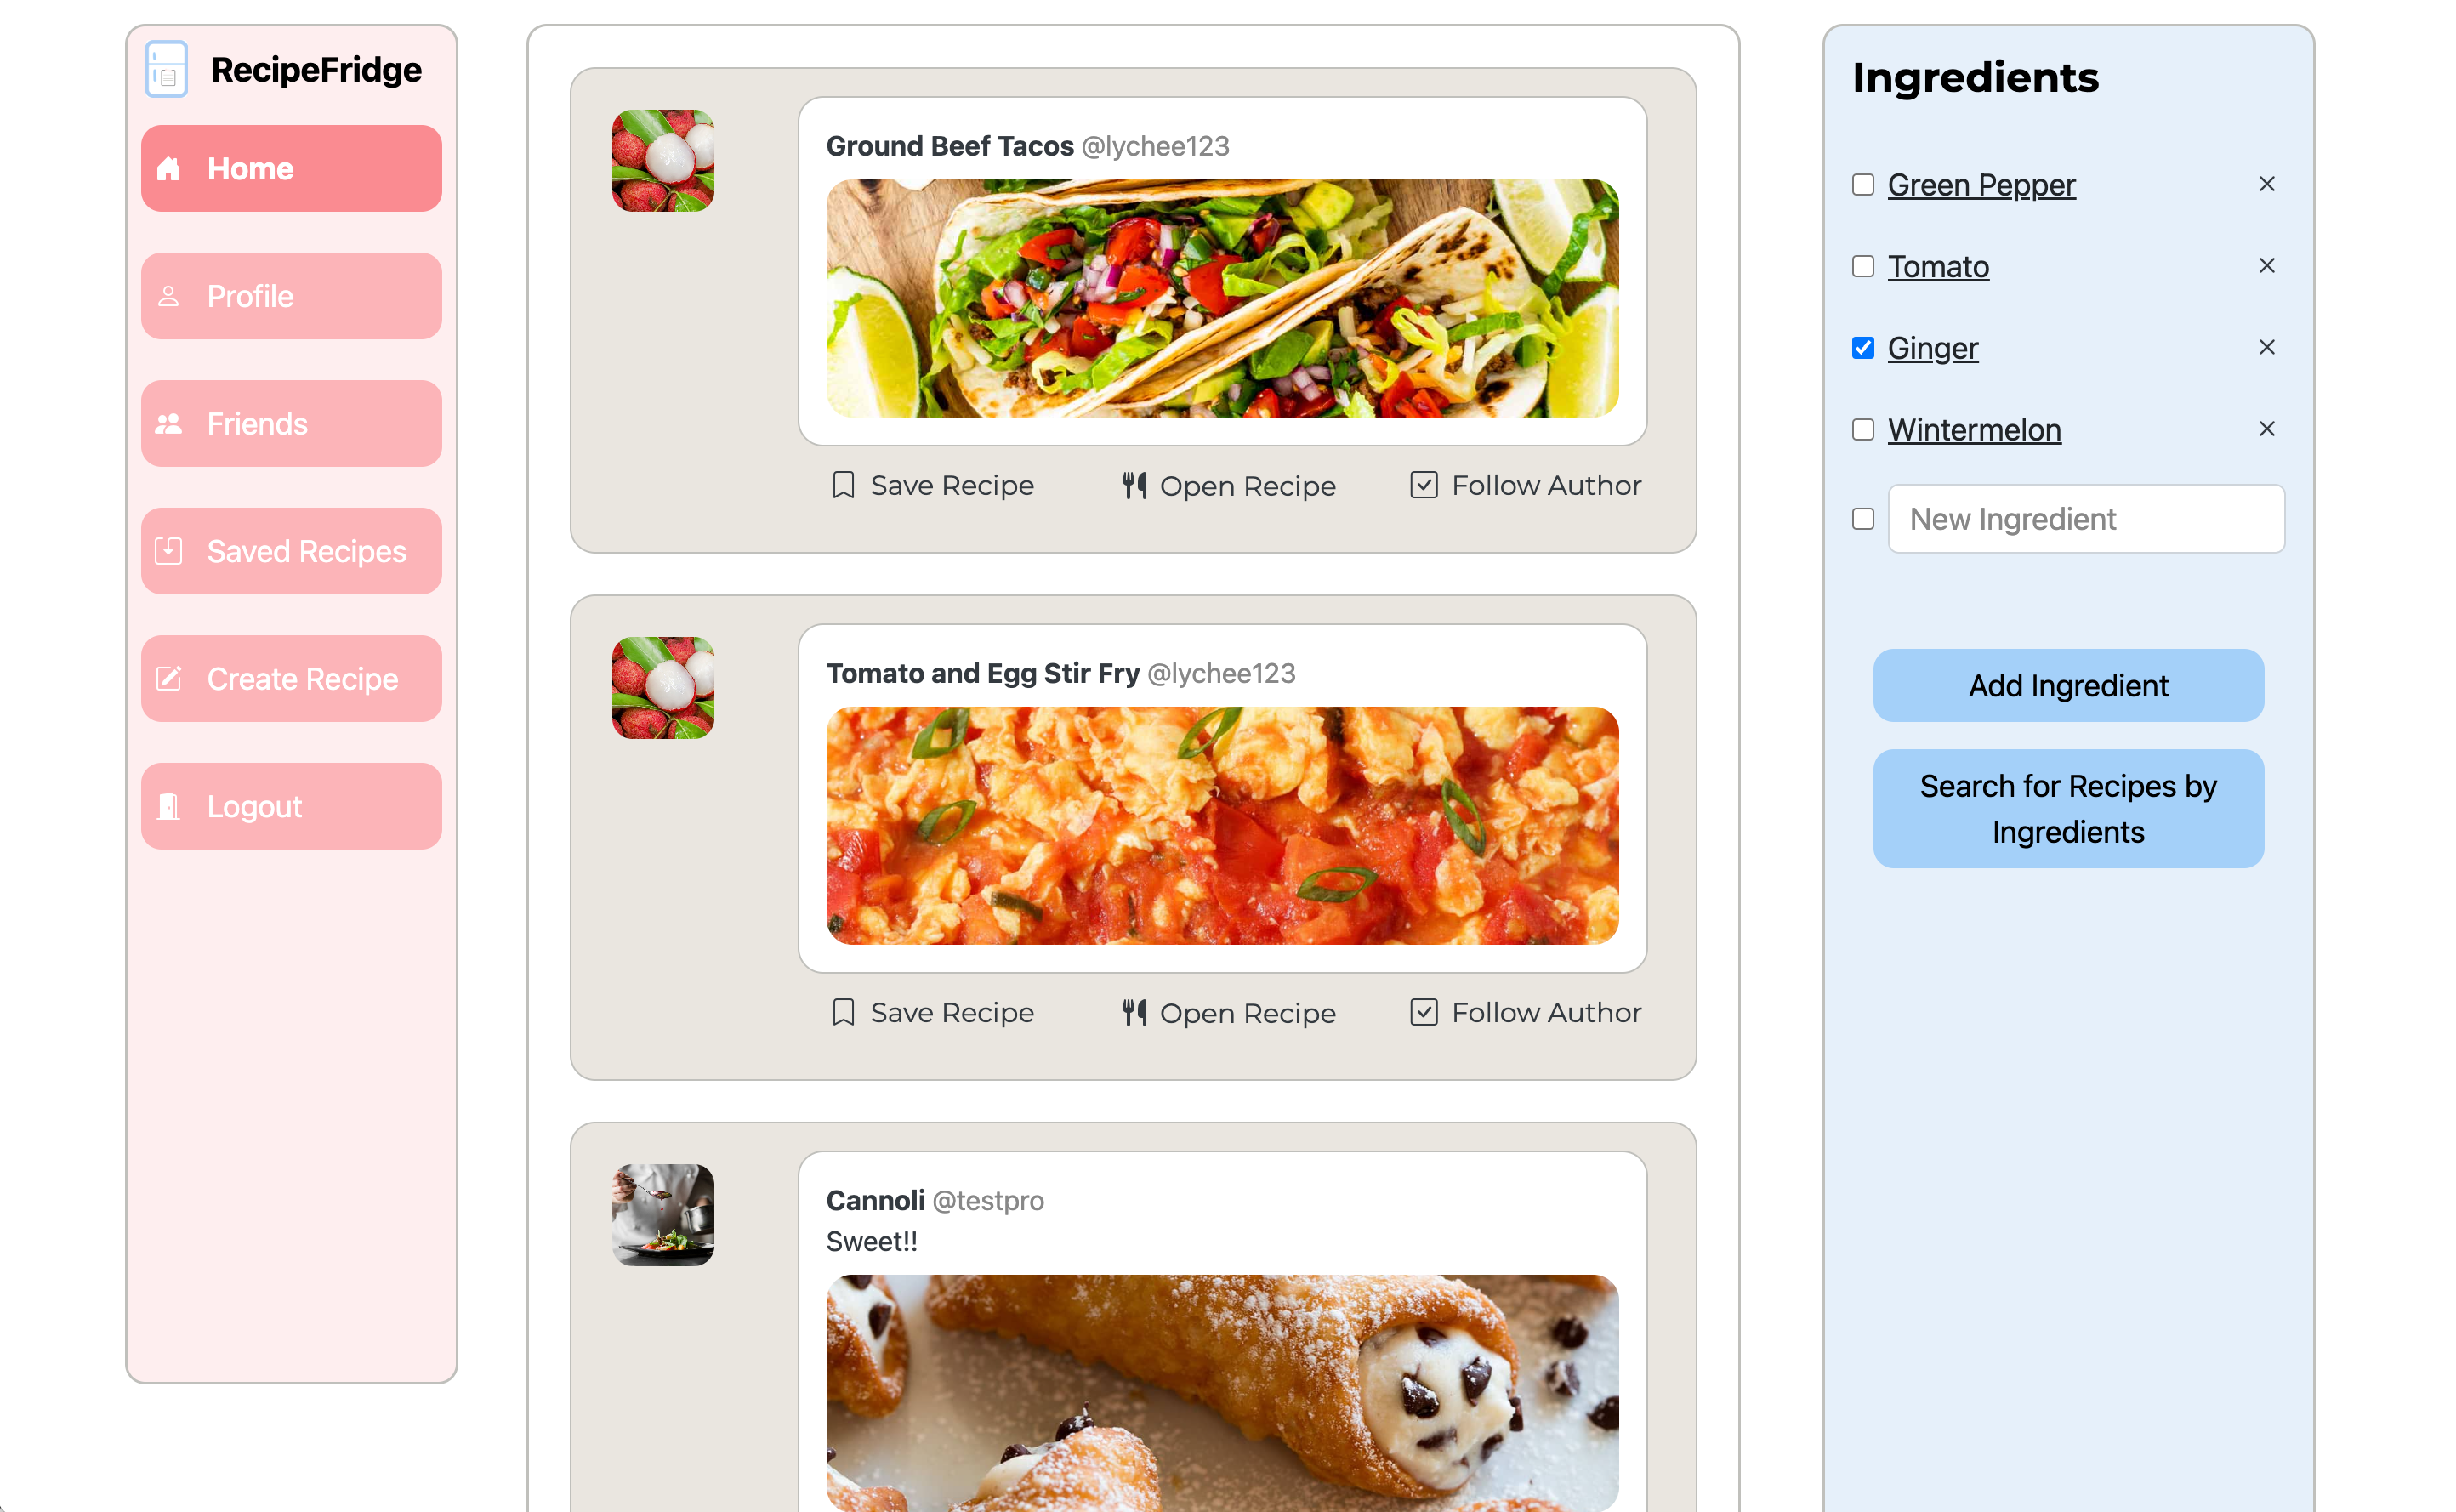 RecipeFridge
Home
Profile
Friends
Saved Recipes
Create Recipe
Logout
Ground Beef Tacos @lychee123
Save Recipe
Open Recipe
Follow Author
Tomato and Egg Stir Fry @lychee123
Save Recipe
Open Recipe
Follow Author
Cannoli @testpro
Sweet!!
Ingredients
Green Pepper
Tomato
Ginger
Wintermelon
New Ingredient
Add Ingredient
Search for Recipes by
Ingredients